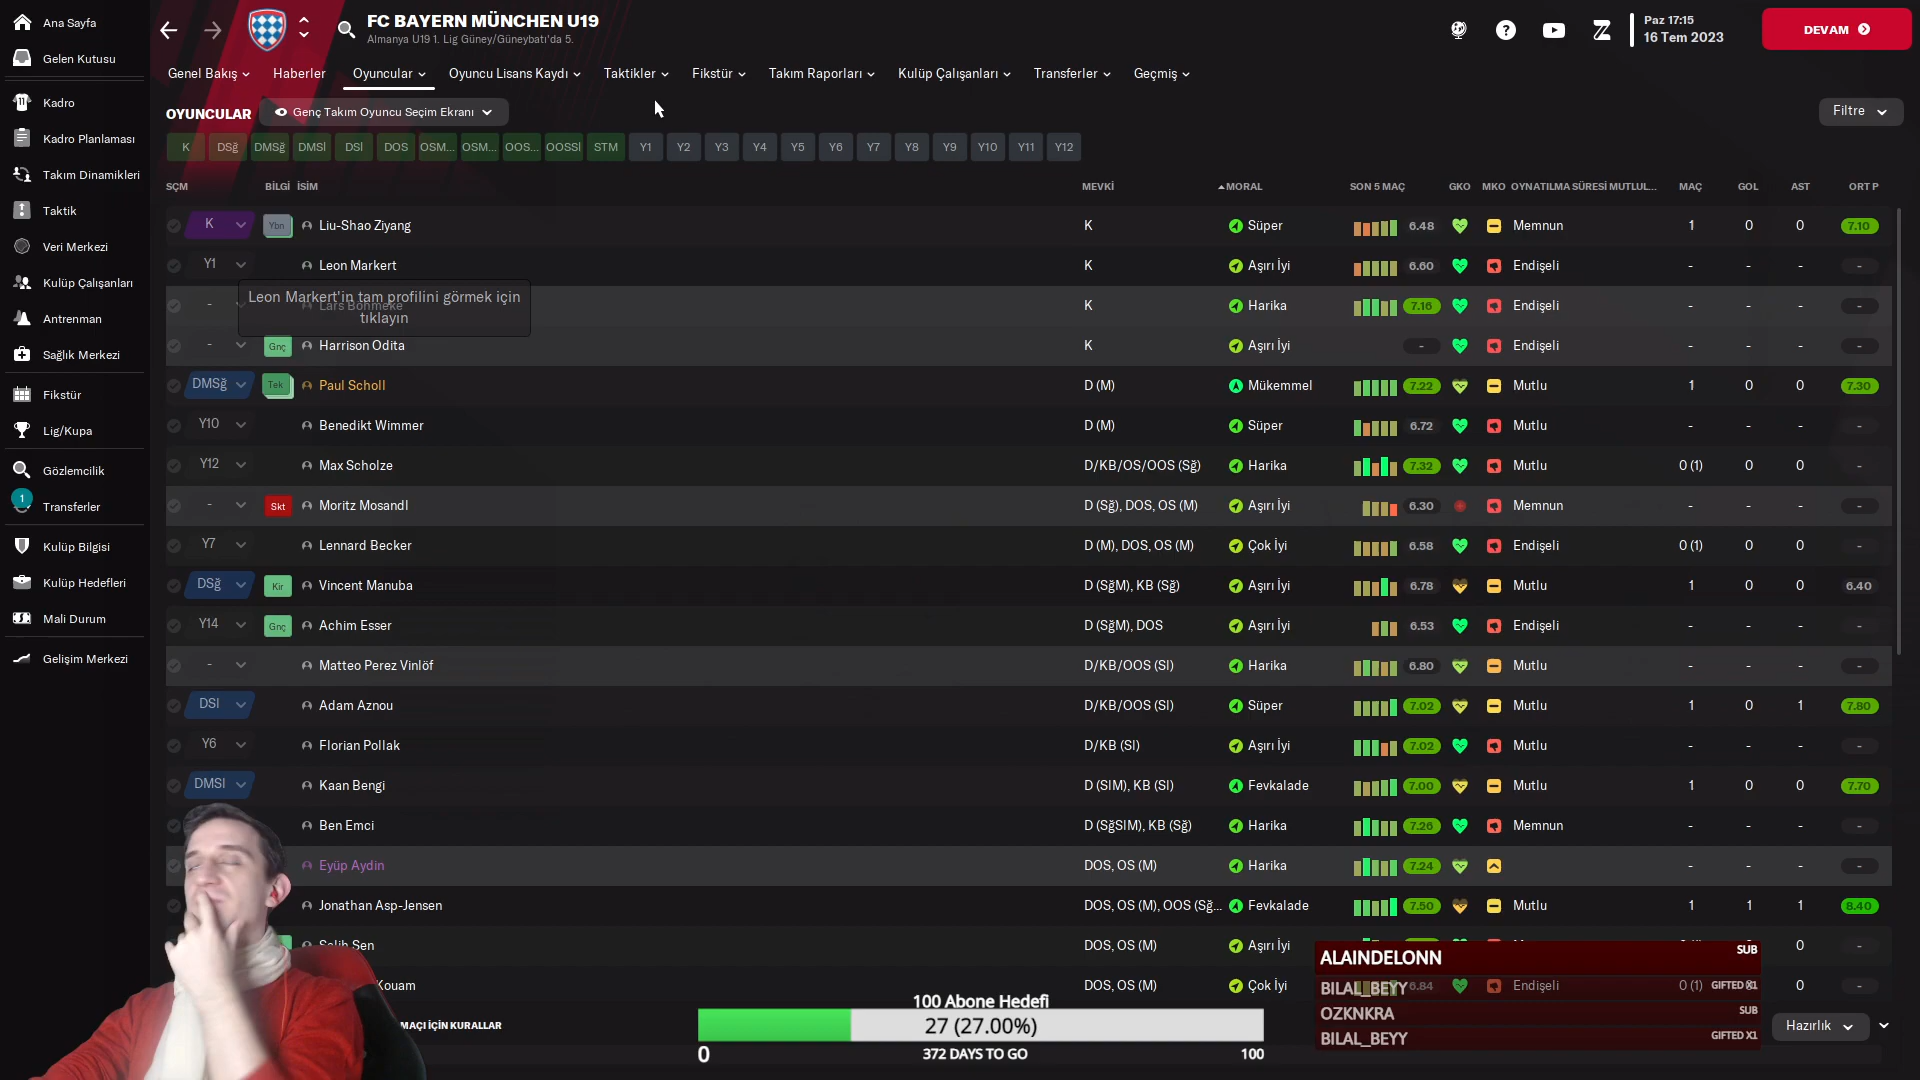 Ana Sayfa
Gelen Kutusu
Kadro
Kadro Planlaması
Takım Dinamikleri
Taktik
Veri Merkezi
Kulüp Çalışanları
Antrenman
Sağlık Merkezi
Fikstür
Lig/Kupa
Gözlemcilik
1
Transferler
Kulüp Bilgisi
Kulüp Hedefleri
Mali Durum
Gelişim Merkezi
FC BAYERN MÜNCHEN U19
Almanya U19 1. Lig Güney/Güneybatı'da 5.
Paz 17:15
16 Tem 2023
DEVAM
Genel Bakış Haberler Oyuncular Oyuncu Lisans Kaydı Taktikler Fikstür Takım Raporları Kulüp Çalışanları Transferler Geçmiş
OYUNCULAR Genç Takım Oyuncu Seçim Ekranı Filtre
K DSğ DMSğ DMSl DSl DOS OSM... OSM... OOS... OOSSl STM Y1 Y2 Y3 Y4 Y5 Y6 Y7 Y8 Y9 Y10 Y11 Y12
SÇM BİLGİ İSİM MEVKİ MORAL SON 5 MAÇ GKO MKO OYNATILMA SÜRESİ MUTLUL... MAÇ GOL AST ORT P
K Ybn Liu-Shao Ziyang K Süper 6.48 Memnun 1 0 0 7.10
Y1 Leon Markert K Aşırı İyi 6.60 Endişeli - - - -
Leon Markert'in tam profilini görmek için
tıklayın
- Lars Böhmeke K Harika 7.16 Endişeli - - - -
- Gnç Harrison Odita K Aşırı İyi - Endişeli - - - -
DMSğ Tek Paul Scholl D (M) Mükemmel 7.22 Mutlu 1 0 0 7.30
Y10 Benedikt Wimmer D (M) Süper 6.72 Mutlu - - - -
Y12 Max Scholze D/KB/OS/OOS (Sğ) Harika 7.32 Mutlu 0 (1) 0 0 -
- Skt Moritz Mosandl D (Sğ), DOS, OS (M) Aşırı İyi 6.30 Memnun - - - -
Y7 Lennard Becker D (M), DOS, OS (M) Çok İyi 6.58 Endişeli 0 (1) 0 0 -
DSğ Kir Vincent Manuba D (SğM), KB (Sğ) Aşırı İyi 6.78 Mutlu 1 0 0 6.40
Y14 Gnç Achim Esser D (SğM), DOS Aşırı İyi 6.53 Endişeli - - - -
- Matteo Perez Vinlöf D/KB/OOS (Sl) Harika 6.80 Mutlu - - - -
DSl Adam Aznou D/KB/OOS (Sl) Süper 7.02 Mutlu 1 0 1 7.80
Y6 Florian Pollak D/KB (Sl) Aşırı İyi 7.02 Mutlu - - - -
DMSl Kaan Bengi D (SlM), KB (Sl) Fevkalade 7.00 Mutlu 1 0 0 7.70
Ben Emci D (SğSlM), KB (Sğ) Harika 7.26 Memnun - - - -
Eyüp Aydin DOS, OS (M) Harika 7.24 - - - -
Jonathan Asp-Jensen DOS, OS (M), OOS (Sğ... Fevkalade 7.50 Mutlu 1 1 1 8.40
Salih Sen DOS, OS (M) Aşırı İyi 0 -
Kouam DOS, OS (M) Çok İyi 6.84 Endişeli 0 (1) 0 -
ALAINDELONN SUB
BILAL_BEYY GIFTED X1
OZKNKRA SUB
BILAL_BEYY GIFTED X1
MAÇI İÇİN KURALLAR
100 Abone Hedefi
27 (27.00%)
0 372 DAYS TO GO 100
Hazırlık